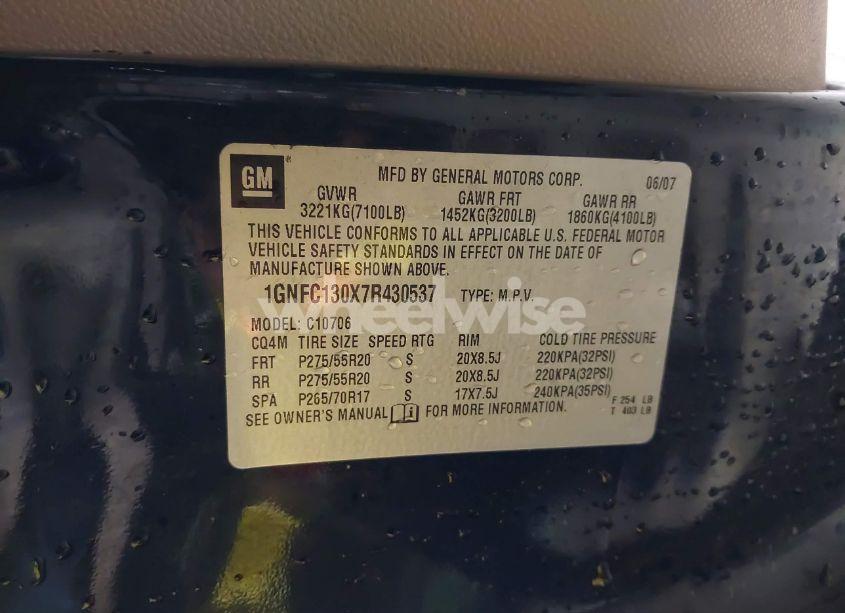 GM
MFD BY GENERAL MOTORS CORP. 06/07
GVWR GAWR FRT GAWR RR
3221KG(7100LB) 1452KG(3200LB) 1860KG(4100LB)
THIS VEHICLE CONFORMS TO ALL APPLICABLE U.S. FEDERAL MOTOR
VEHICLE SAFETY STANDARDS IN EFFECT ON THE DATE OF
MANUFACTURE SHOWN ABOVE.
1GNFC130X7R430537 TYPE: M.P.V.
wheelwise
MODEL: C10706
CQ4M TIRE SIZE SPEED RTG RIM COLD TIRE PRESSURE
FRT P275/55R20 S 20X8.5J 220KPA(32PSI)
RR P275/55R20 S 20X8.5J 220KPA(32PSI)
SPA P265/70R17 S 17X7.5J 240KPA(35PSI) F 254 LB
SEE OWNER'S MANUAL FOR MORE INFORMATION. T 403 LB